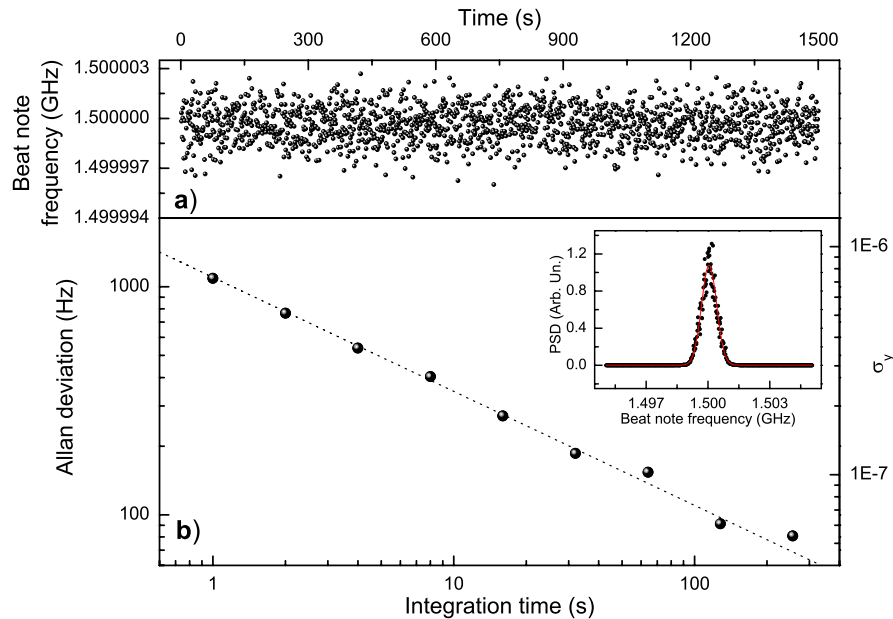 Time (s)
0 300 600 900 1200 1500
Beat note
frequency (GHz)
1.500003
1.500000
1.499997
1.499994
a)
Allan deviation (Hz)
1000
100
b)
1E-6
1E-7
σy
PSD (Arb. Un.)
1.2
0.8
0.4
0.0
1.497 1.500 1.503
Beat note frequency (GHz)
1 10 100
Integration time (s)